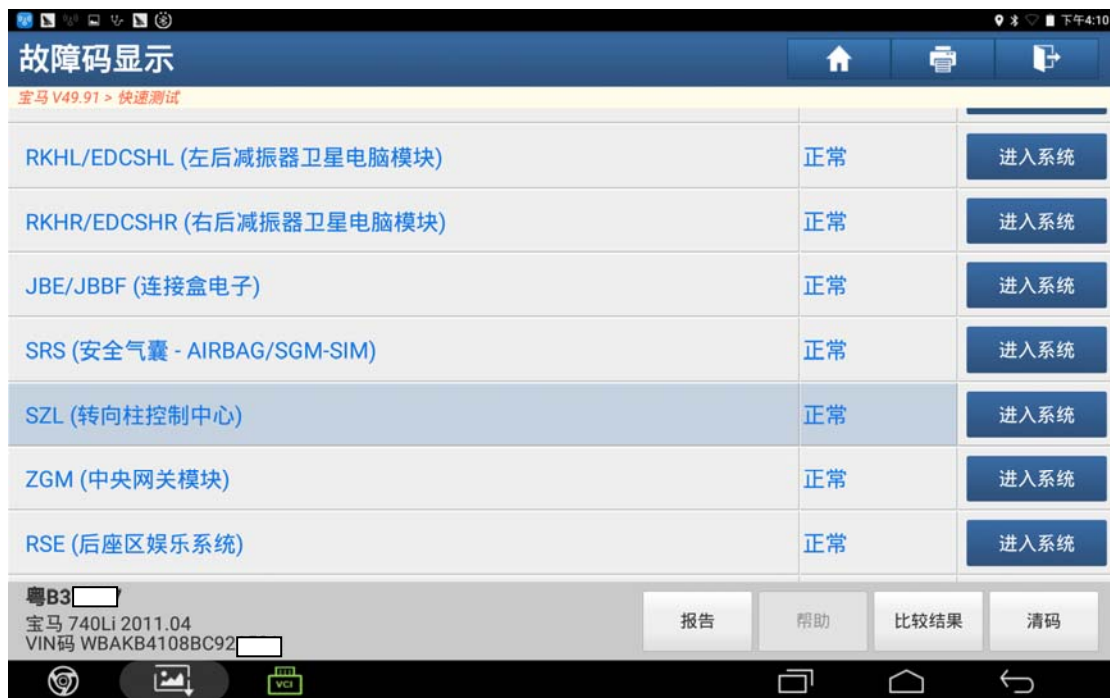 下午4:10
故障码显示
宝马 V49.91 > 快速测试
RKHL/EDCSHL (左后减振器卫星电脑模块) 正常 进入系统
RKHR/EDCSHR (右后减振器卫星电脑模块) 正常 进入系统
JBE/JBBF (连接盒电子) 正常 进入系统
SRS (安全气囊 - AIRBAG/SGM-SIM) 正常 进入系统
SZL (转向柱控制中心) 正常 进入系统
ZGM (中央网关模块) 正常 进入系统
RSE (后座区娱乐系统) 正常 进入系统
粤B3
宝马 740Li 2011.04
VIN码 WBAKB4108BC92
报告 帮助 比较结果 清码
VCI